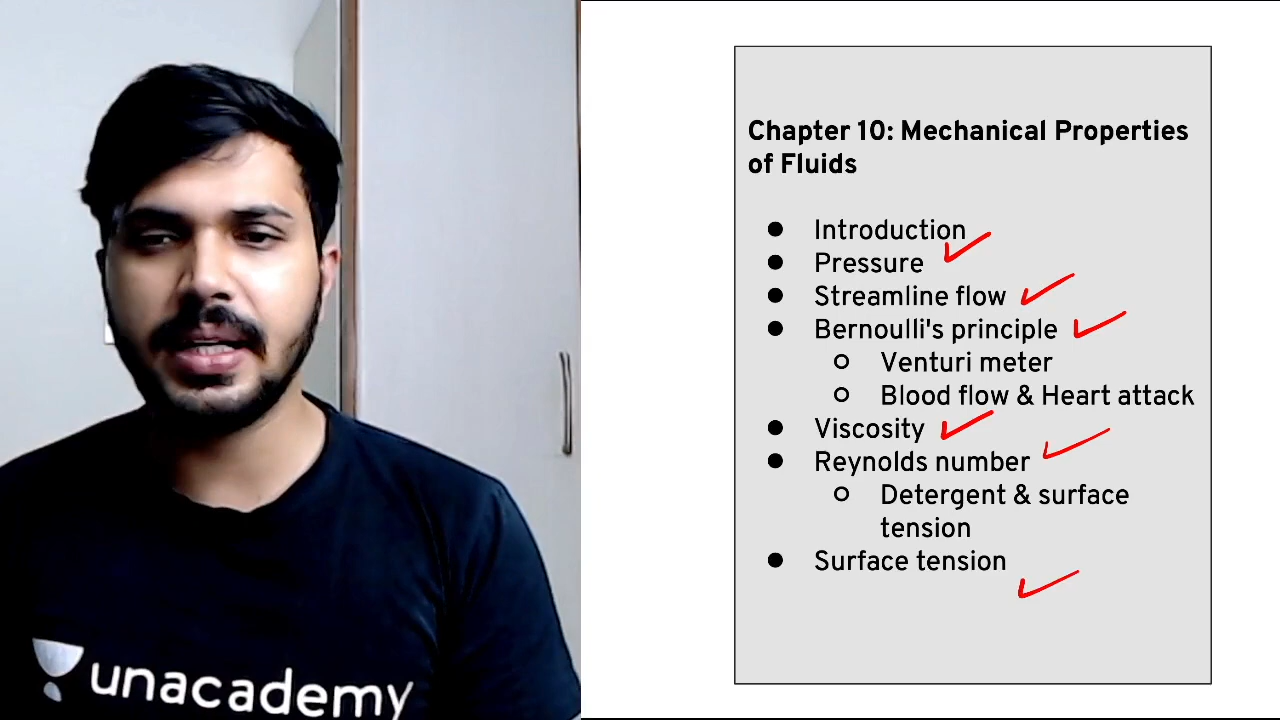 unacademy
Chapter 10: Mechanical Properties
of Fluids
● Introduction
● Pressure
● Streamline flow
● Bernoulli's principle
○ Venturi meter
○ Blood flow & Heart attack
● Viscosity
● Reynolds number
○ Detergent & surface
tension
● Surface tension